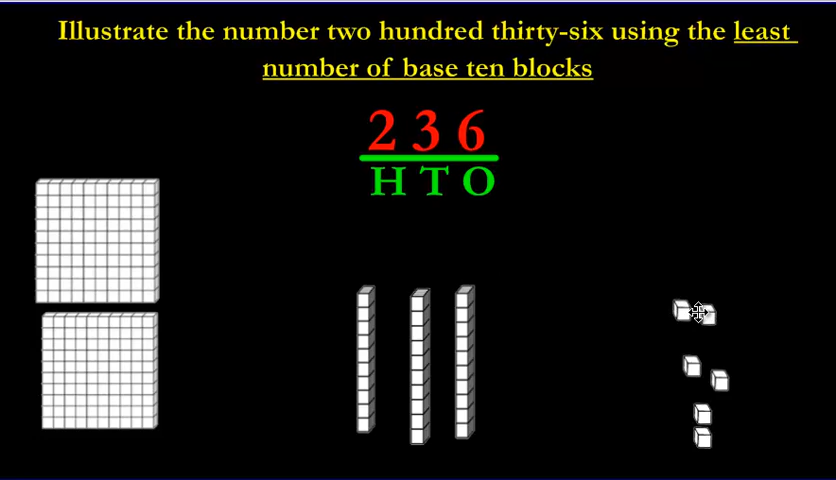 Illustrate the number two hundred thirty-six using the least
number of base ten blocks
2 3 6
H T O